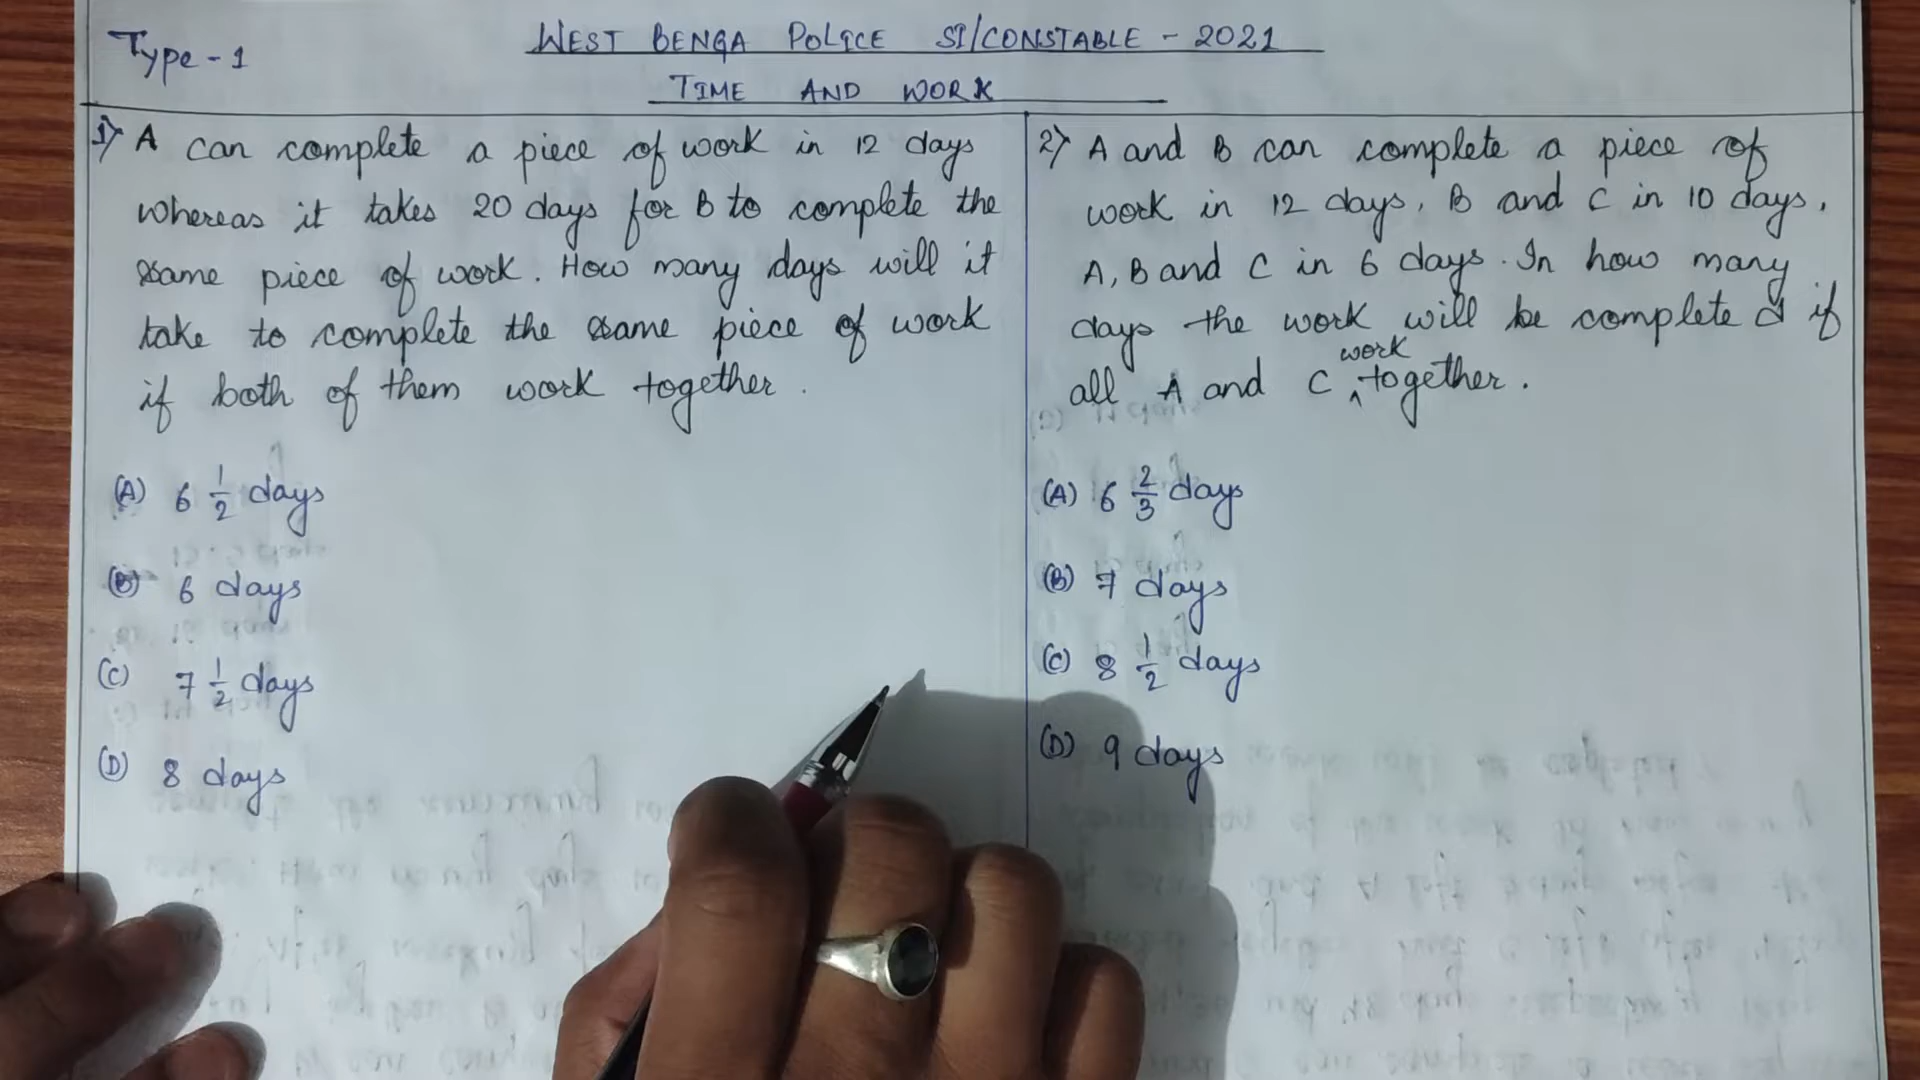 Type - 1
WEST BENGA POLICE SI/CONSTABLE - 2021
TIME AND WORK
1) A can complete a piece of work in 12 days
whereas it takes 20 days for B to complete the
same piece of work. How many days will it
take to complete the same piece of work
if both of them work together.
(A) 6 1/2 days
(B) 6 days
(C) 7 1/2 days
(D) 8 days
2) A and B can complete a piece of
work in 12 days, B and C in 10 days,
A, B and C in 6 days. In how many
days the work will be completed if
all A and C ^work together.
(A) 6 2/3 days
(B) 7 days
(C) 8 1/2 days
(D) 9 days